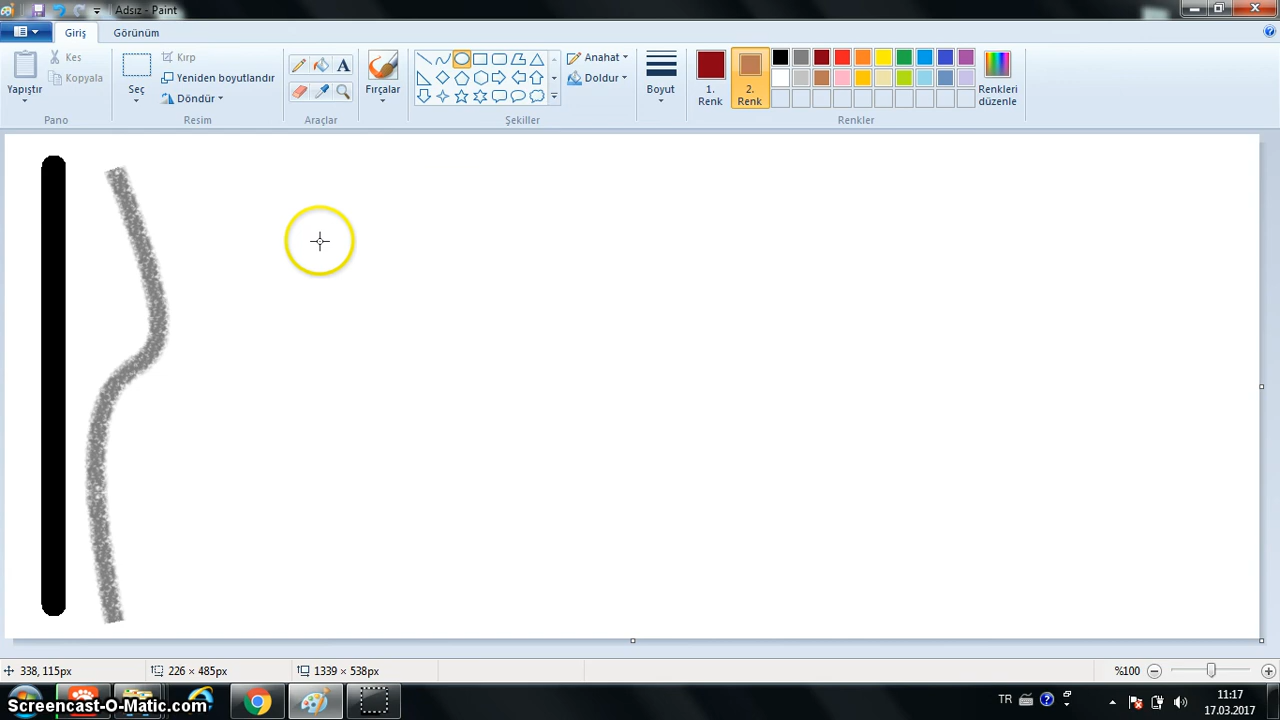 Adsız - Paint
Giriş
Görünüm
Yapıştır
Kes
Kopyala
Pano
Seç
Kırp
Yeniden boyutlandır
Döndür
Resim
A
Araçlar
Fırçalar
Anahat
Doldur
Şekiller
Boyut
1.
Renk
2.
Renk
Renkleri
düzenle
Renkler
338, 115px
226 × 485px
1339 × 538px
%100
TR
11:17
17.03.2017
Screencast-O-Matic.com